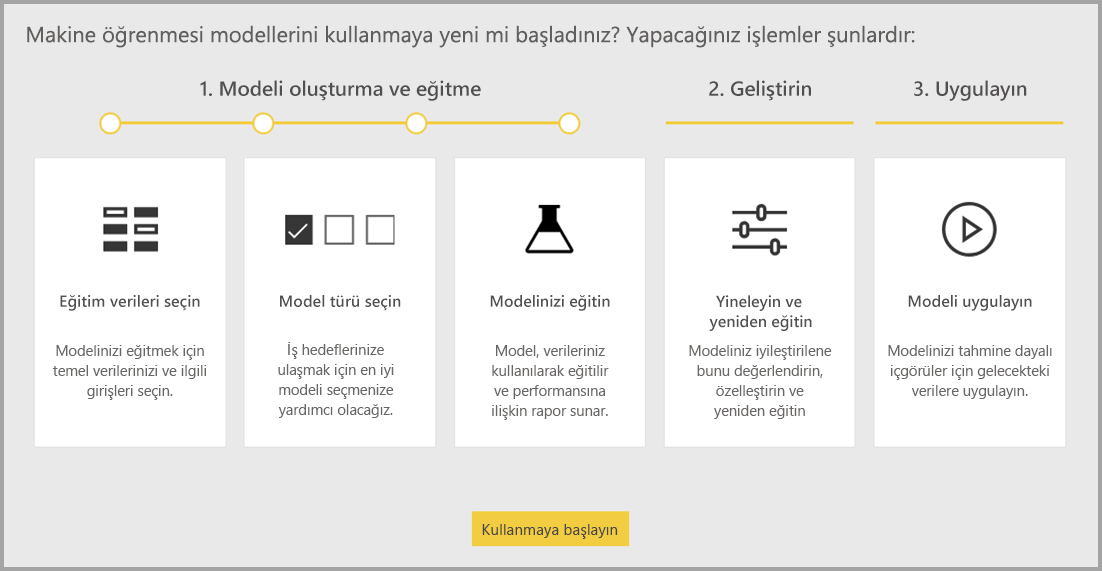 Makine öğrenmesi modellerini kullanmaya yeni mi başladınız? Yapacağınız işlemler şunlardır:
1. Modeli oluşturma ve eğitme
2. Geliştirin
3. Uygulayın
Eğitim verileri seçin
Modelinizi eğitmek için
temel verilerinizi ve ilgili
girişleri seçin.
Model türü seçin
İş hedeflerinize
ulaşmak için en iyi
modeli seçmenize
yardımcı olacağız.
Modelinizi eğitin
Model, verileriniz
kullanılarak eğitilir
ve performansına
ilişkin rapor sunar.
Yineleyin ve
yeniden eğitin
Modeliniz iyileştirilene
bunu değerlendirin,
özelleştirin ve
yeniden eğitin
Modeli uygulayın
Modelinizi tahmine dayalı
içgörüler için gelecekteki
verilere uygulayın.
Kullanmaya başlayın